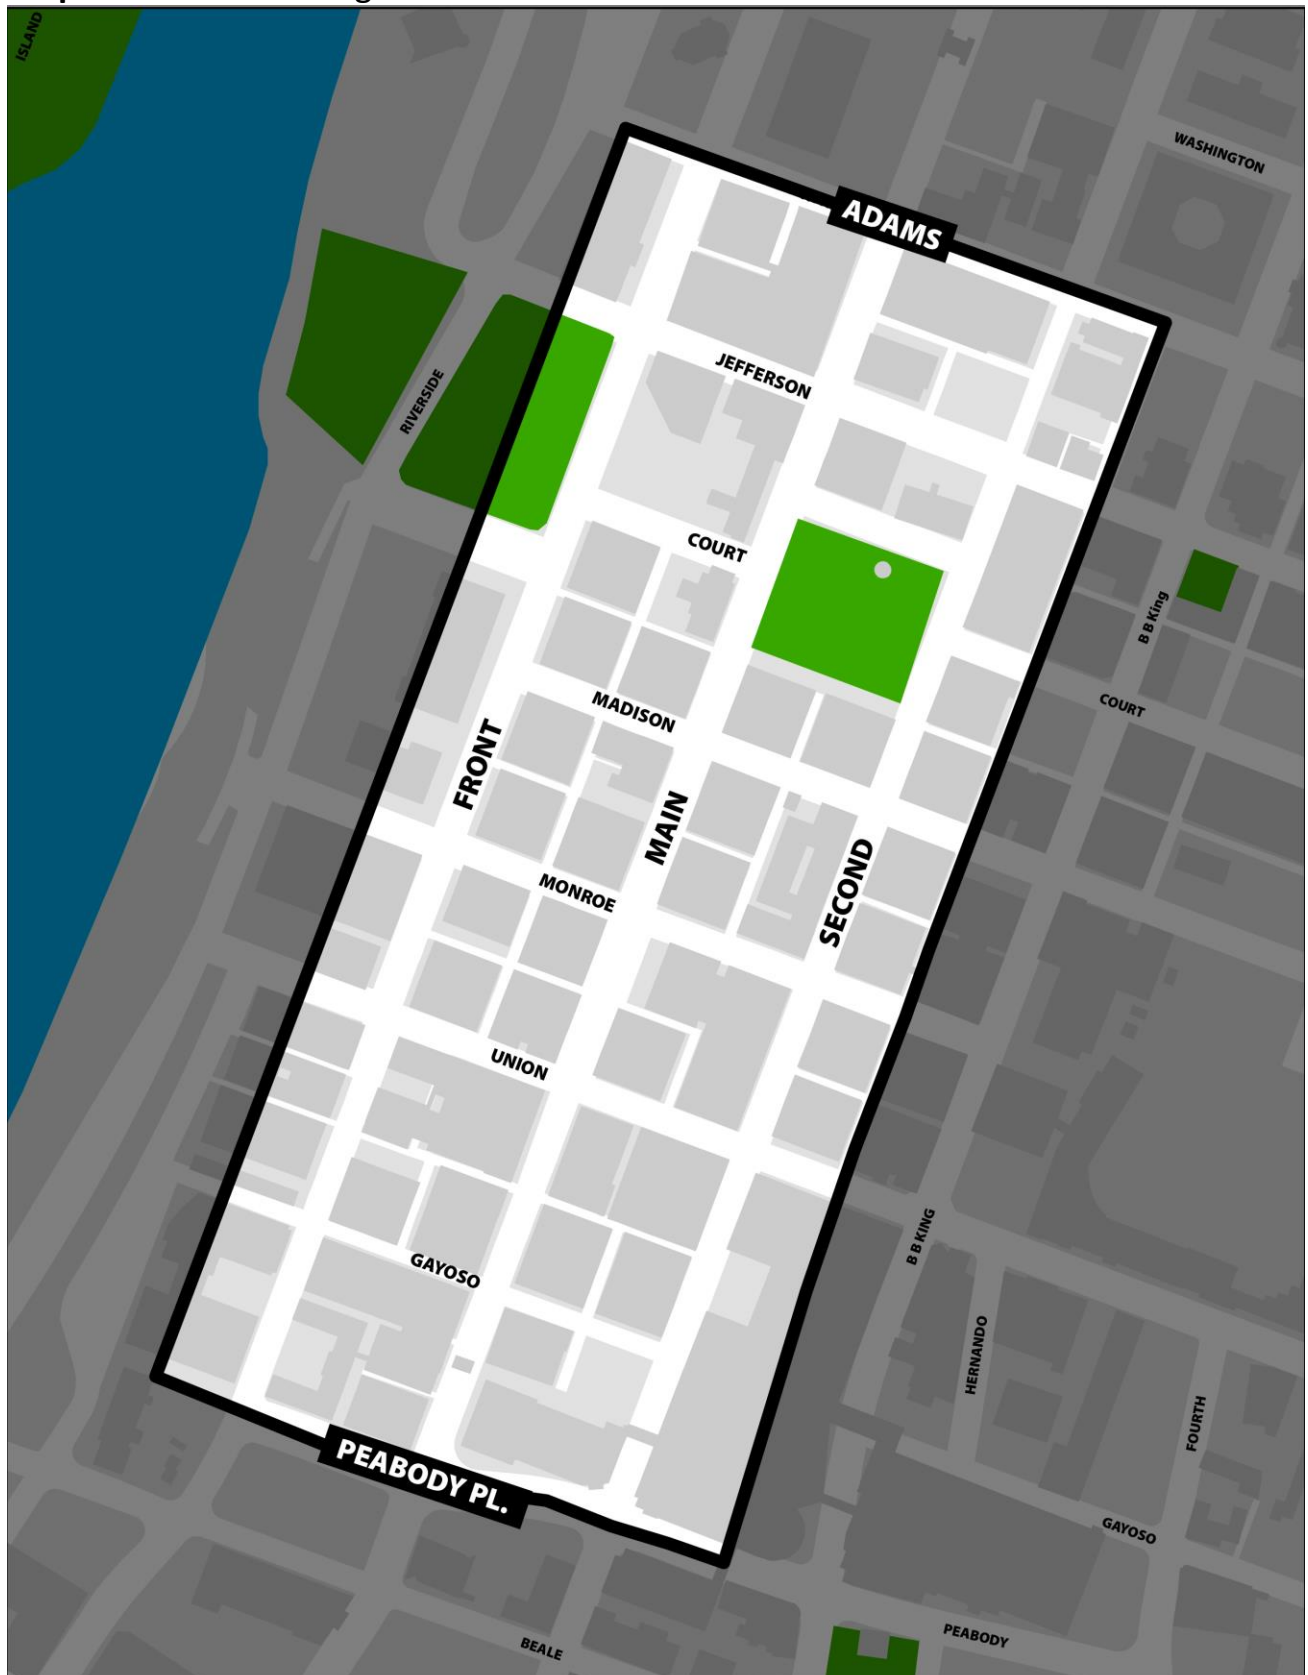 ISLAND
WASHINGTON
ADAMS
JEFFERSON
RIVERSIDE
COURT
B B King
MADISON
COURT
FRONT
MAIN
SECOND
MONROE
UNION
GAYOSO
B B KING
HERNANDO
FOURTH
PEABODY PL.
GAYOSO
PEABODY
BEALE